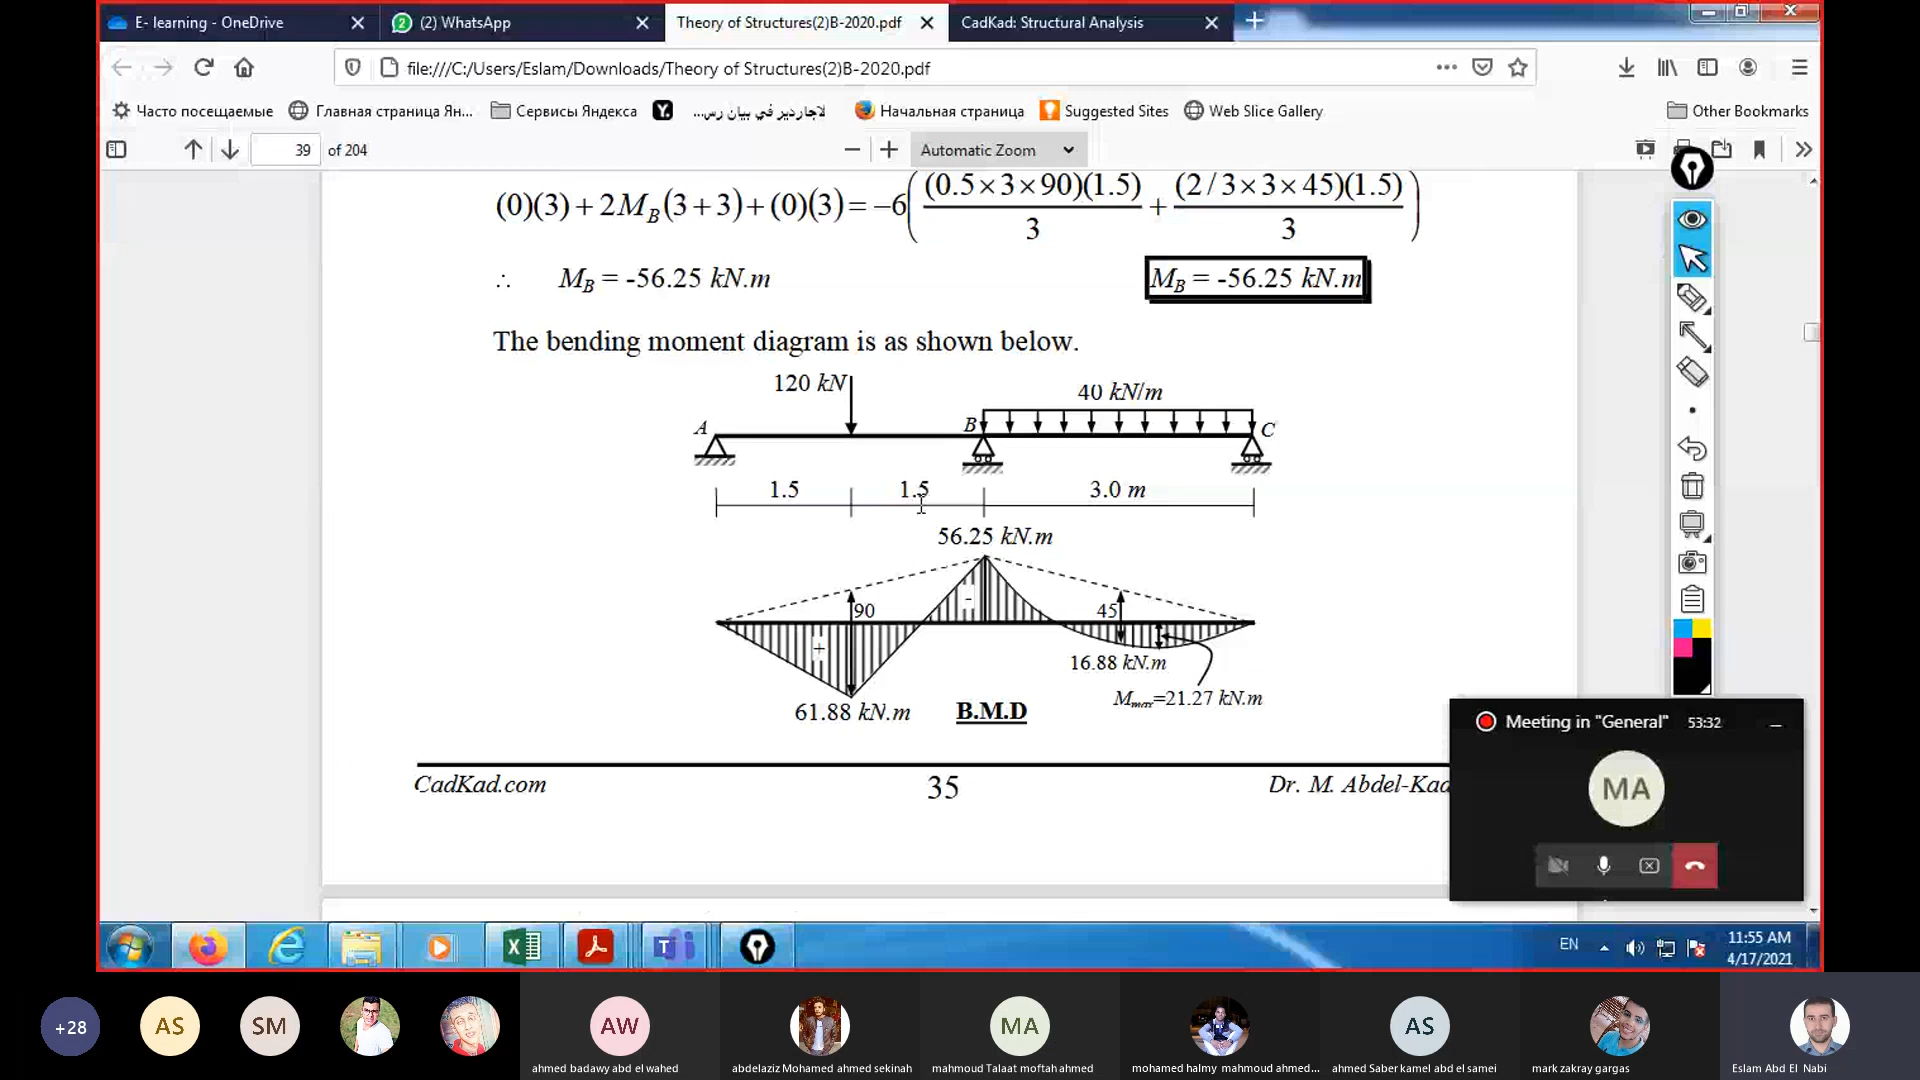 E- learning - OneDrive
(2) WhatsApp
Theory of Structures(2)B-2020.pdf
CadKad: Structural Analysis
file:///C:/Users/Eslam/Downloads/Theory of Structures(2)B-2020.pdf
Часто посещаемые
Главная страница Ян...
Сервисы Яндекса
لاجاردير في بيان رس...
Начальная страница
Suggested Sites
Web Slice Gallery
Other Bookmarks
39 of 204
Automatic Zoom
(0)(3) + 2M_B(3+3) + (0)(3) = −6( (0.5×3×90)(1.5) / 3 + (2/3×3×45)(1.5) / 3 )
∴ M_B = -56.25 kN.m
M_B = -56.25 kN.m
The bending moment diagram is as shown below.
120 kN
40 kN/m
A
B
C
1.5
1.5
3.0 m
56.25 kN.m
90
45
-
+
16.88 kN.m
M_max=21.27 kN.m
61.88 kN.m
B.M.D
CadKad.com
35
Dr. M. Abdel-Kad
Meeting in "General"
53:32
MA
EN
11:55 AM
4/17/2021
+28
AS
SM
AW
MA
AS
ahmed badawy abd el wahed
abdelaziz Mohamed ahmed sekinah
mahmoud Talaat moftah ahmed
mohamed halmy mahmoud ahmed...
ahmed Saber kamel abd el samei
mark zakray gargas
Eslam Abd El Nabi